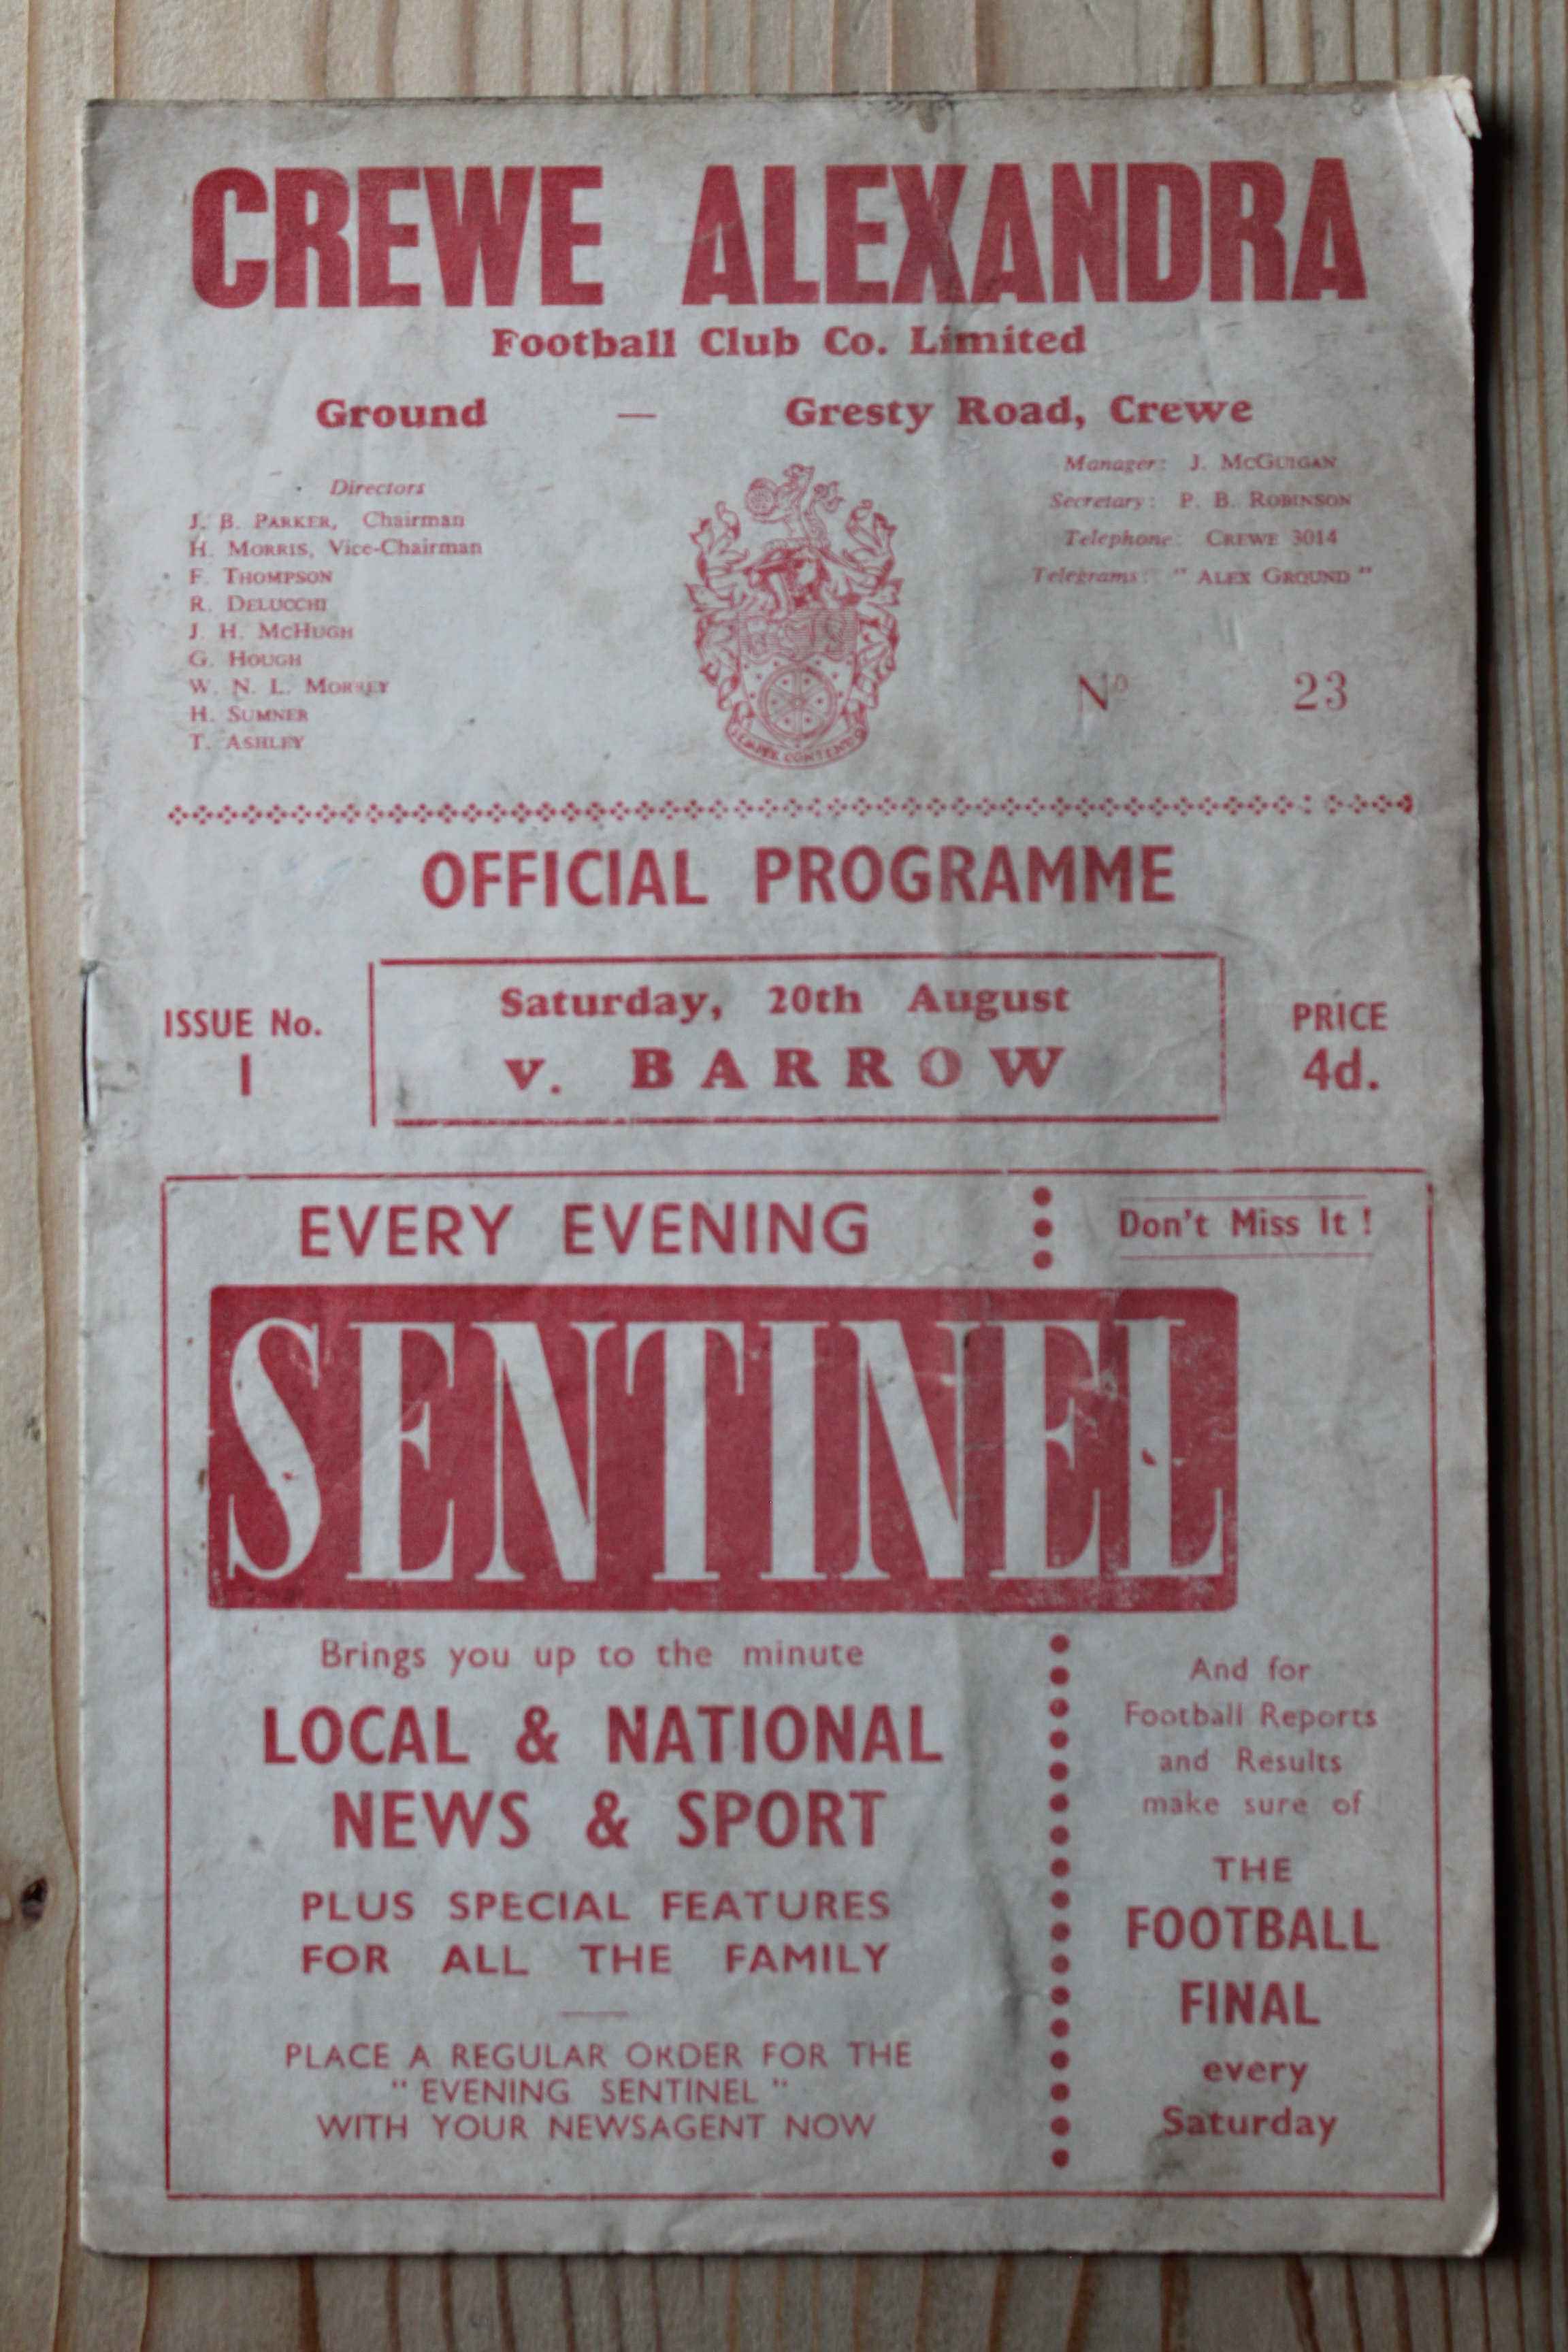 CREWE ALEXANDRA
Football Club Co. Limited
Ground — Gresty Road, Crewe
Directors
J. B. PARKER, Chairman
H. MORRIS, Vice-Chairman
F. THOMPSON
R. DELUCCHI
J. H. MCHUGH
G. HOUGH
W. N. L. MORREY
H. SUMNER
T. ASHLEY
SEMPER CONTENDO
Manager: J. MCGUIGAN
Secretary: P. B. ROBINSON
Telephone: CREWE 3014
Telegrams: " ALEX GROUND "
No 23
OFFICIAL PROGRAMME
ISSUE No.
1
Saturday, 20th August
v. BARROW
PRICE
4d.
EVERY EVENING
Don't Miss It !
SENTINEL
Brings you up to the minute
LOCAL & NATIONAL
NEWS & SPORT
PLUS SPECIAL FEATURES
FOR ALL THE FAMILY
PLACE A REGULAR ORDER FOR THE
" EVENING SENTINEL "
WITH YOUR NEWSAGENT NOW
And for
Football Reports
and Results
make sure of
THE
FOOTBALL
FINAL
every
Saturday